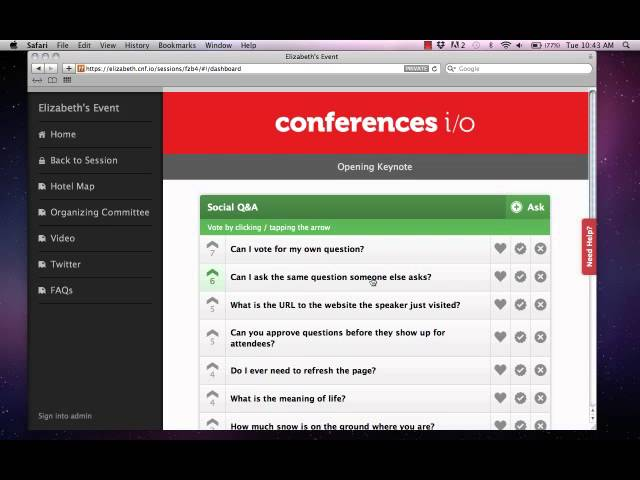 Safari File Edit View History Bookmarks Window Help 2 (77%) Tue 10:43 AM
Elizabeth's Event
https://elizabeth.cnf.io/sessions/fzb4/#!/dashboard PRIVATE Google
Elizabeth's Event
Home
Back to Session
Hotel Map
Organizing Committee
Video
Twitter
FAQs
Sign into admin
conferences i/o
Opening Keynote
Social Q&A Ask
Vote by clicking / tapping the arrow
7 Can I vote for my own question?
6 Can I ask the same question someone else asks?
5 What is the URL to the website the speaker just visited?
5 Can you approve questions before they show up for
attendees?
4 Do I ever need to refresh the page?
4 What is the meaning of life?
How much snow is on the ground where you are?
Need Help?